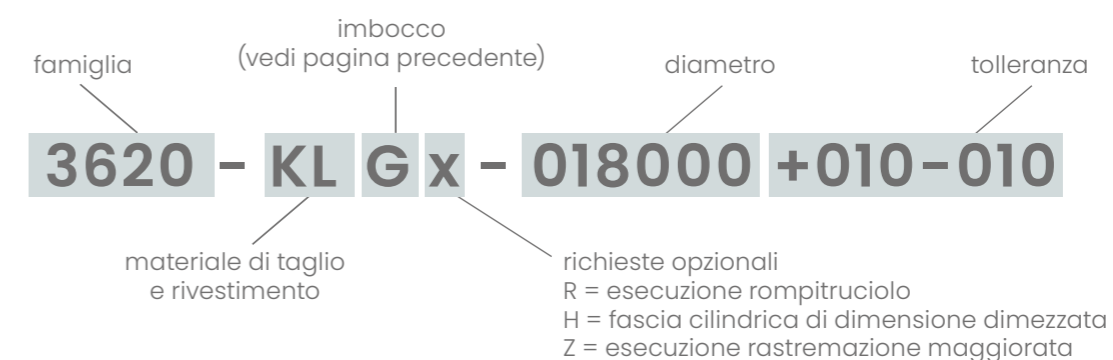 imbocco
(vedi pagina precedente)
famiglia
diametro
tolleranza
3620-KL G x-018000 +010-010
materiale di taglio
e rivestimento
richieste opzionali
R = esecuzione rompitruciolo
H = fascia cilindrica di dimensione dimezzata
Z = esecuzione rastremazione maggiorata